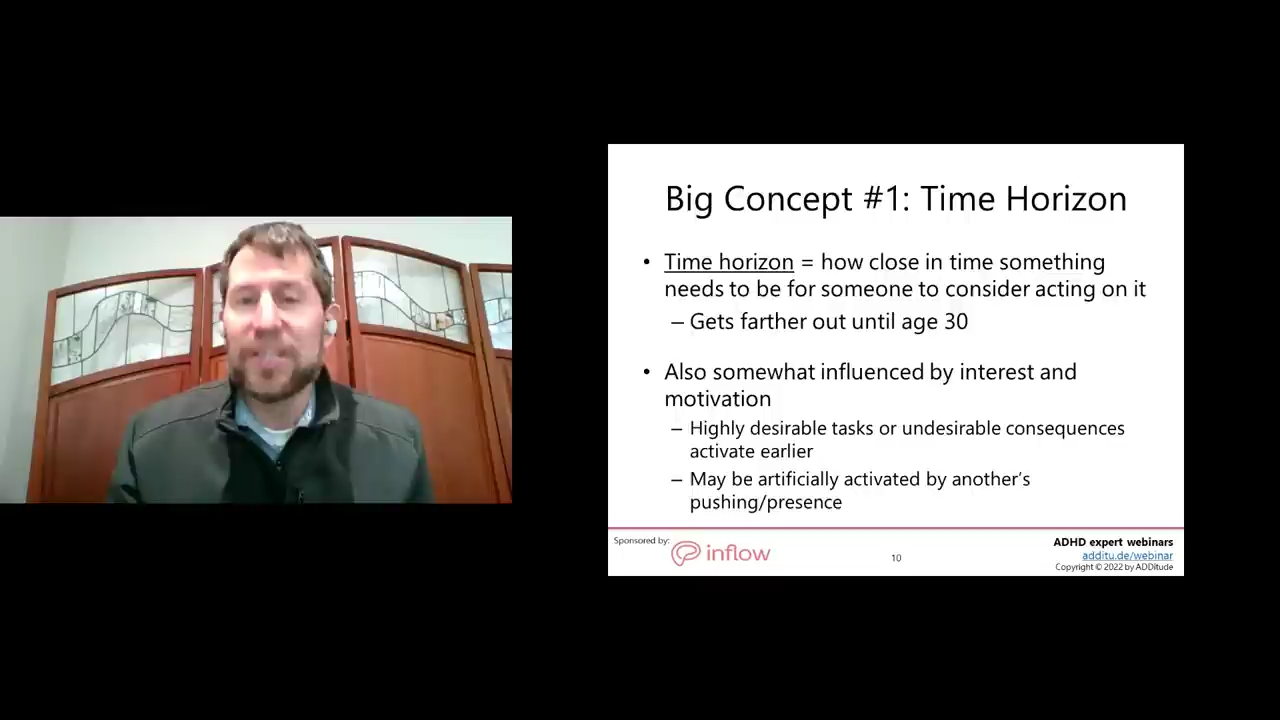 Big Concept #1: Time Horizon
• Time horizon = how close in time something
needs to be for someone to consider acting on it
– Gets farther out until age 30
• Also somewhat influenced by interest and
motivation
– Highly desirable tasks or undesirable consequences
activate earlier
– May be artificially activated by another's
pushing/presence
Sponsored by:
inflow
10
ADHD expert webinars
additu.de/webinar
Copyright © 2022 by ADDitude